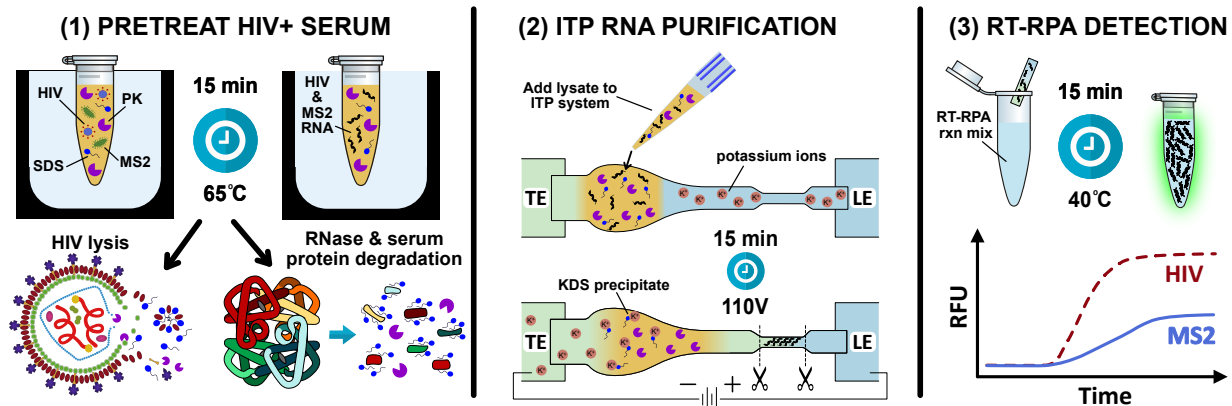 (1) PRETREAT HIV+ SERUM
HIV
PK
SDS
MS2
15 min
65°C
HIV
&
MS2
RNA
HIV lysis
RNase & serum
protein degradation
(2) ITP RNA PURIFICATION
Add lysate to
ITP system
potassium ions
TE
K⁺ K⁺ K⁺ K⁺ K⁺ K⁺ K⁺ K⁺
LE
15 min
110V
KDS precipitate
TE
K⁺ K⁺ K⁺ K⁺ K⁺ K⁺ K⁺ K⁺
LE
− +
(3) RT-RPA DETECTION
RT-RPA
rxn mix
15 min
40°C
RFU
HIV
MS2
Time